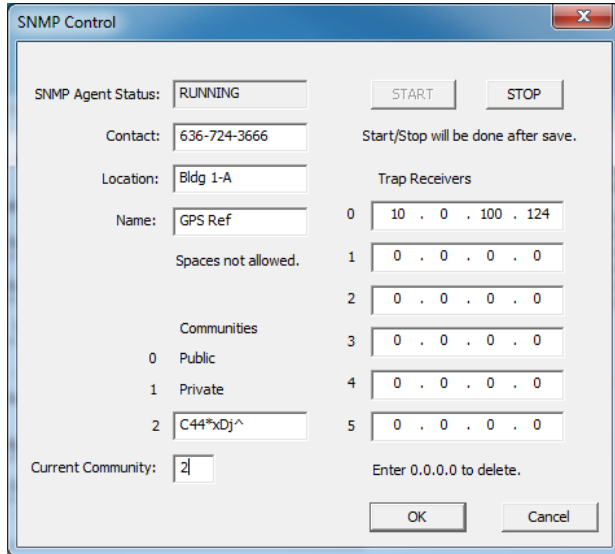 SNMP Control
x
SNMP Agent Status: RUNNING
Contact: 636-724-3666
Location: Bldg 1-A
Name: GPS Ref
Spaces not allowed.
Communities
0 Public
1 Private
2 C44*xDj^
Current Community: 2
START STOP
Start/Stop will be done after save.
Trap Receivers
0 10 . 0 . 100 . 124
1 0 . 0 . 0 . 0
2 0 . 0 . 0 . 0
3 0 . 0 . 0 . 0
4 0 . 0 . 0 . 0
5 0 . 0 . 0 . 0
Enter 0.0.0.0 to delete.
OK Cancel